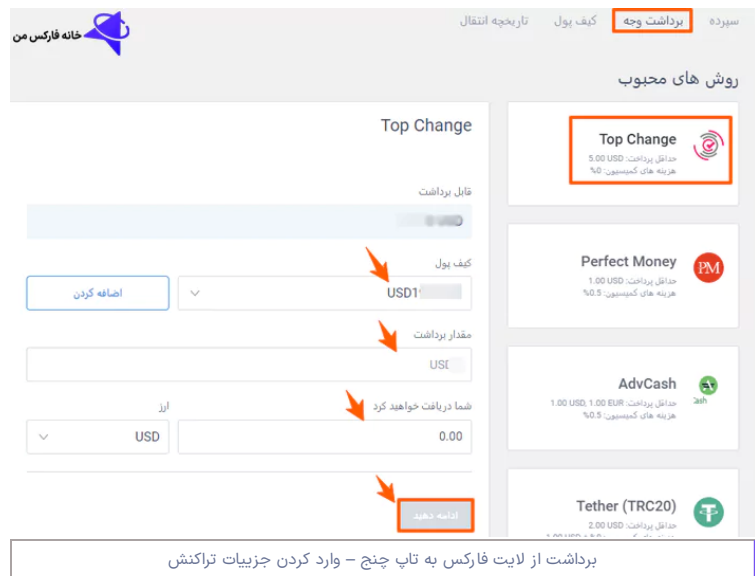 سپرده برداشت وجه کیف پول تاریخچه انتقال
خانه فارکس من
روش های محبوب
Top Change
حداقل پرداخت: 5.00 USD
هزینه های کمیسیون: 0%
Perfect Money
حداقل پرداخت: 1.00 USD
هزینه های کمیسیون: 0.5%
AdvCash
حداقل پرداخت: 1.00 USD, 1.00 EUR
هزینه های کمیسیون: 0.5%
Tether (TRC20)
حداقل پرداخت: 2.00 USD
Top Change
قابل برداشت
USD
کیف پول
USD1
اضافه کردن
مقدار برداشت
شما دریافت خواهید کرد
ارز
0.00
USD
ادامه دهید
برداشت از لایت فارکس به تاپ چنج – وارد کردن جزییات تراکنش